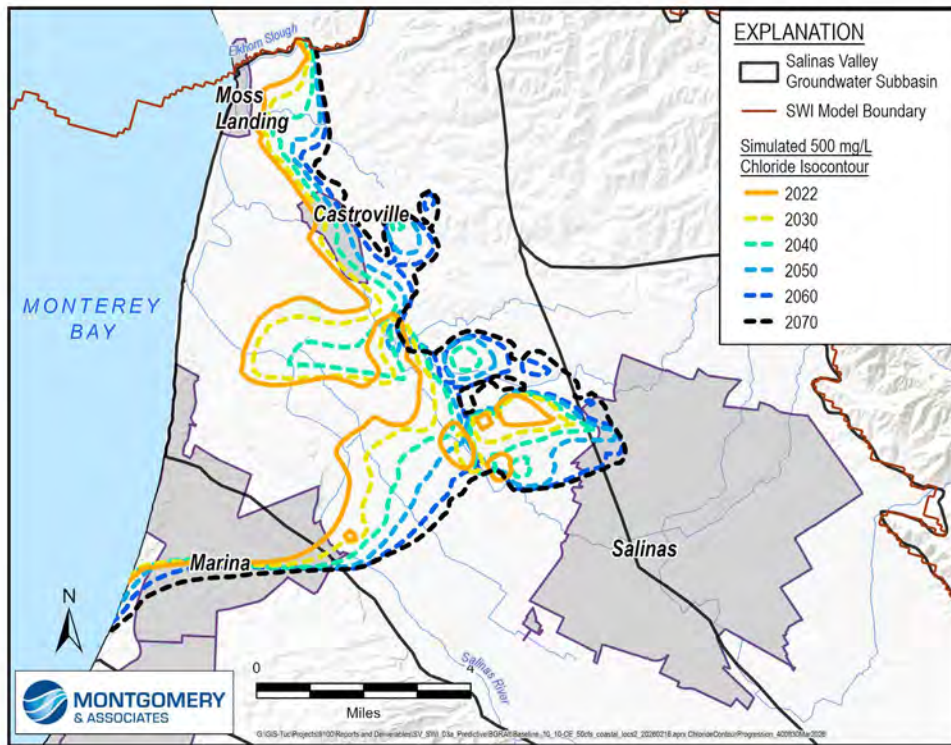 Elkhorn Slough
Moss
Landing
Castroville
MONTEREY
BAY
Marina
Salinas
Salinas River
N
0
4
Miles
MONTGOMERY
& ASSOCIATES
EXPLANATION
Salinas Valley
Groundwater Subbasin
SWI Model Boundary
Simulated 500 mg/L
Chloride Isocontour
2022
2030
2040
2050
2060
2070